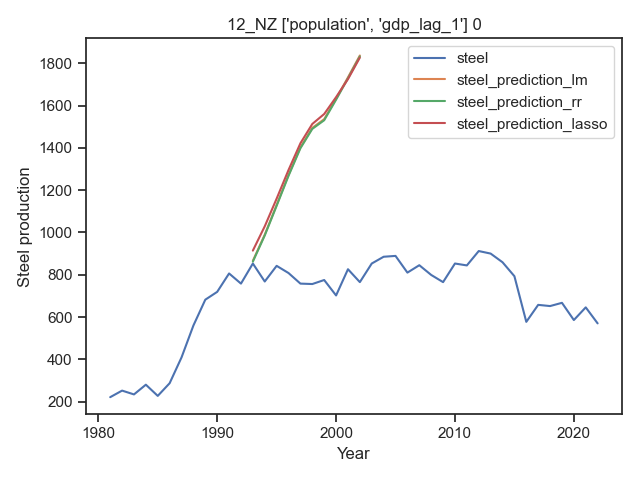 12_NZ ['population', 'gdp_lag_1'] 0
steel
steel_prediction_lm
steel_prediction_rr
steel_prediction_lasso
Steel production
1800
1600
1400
1200
1000
800
600
400
200
1980
1990
2000
2010
2020
Year